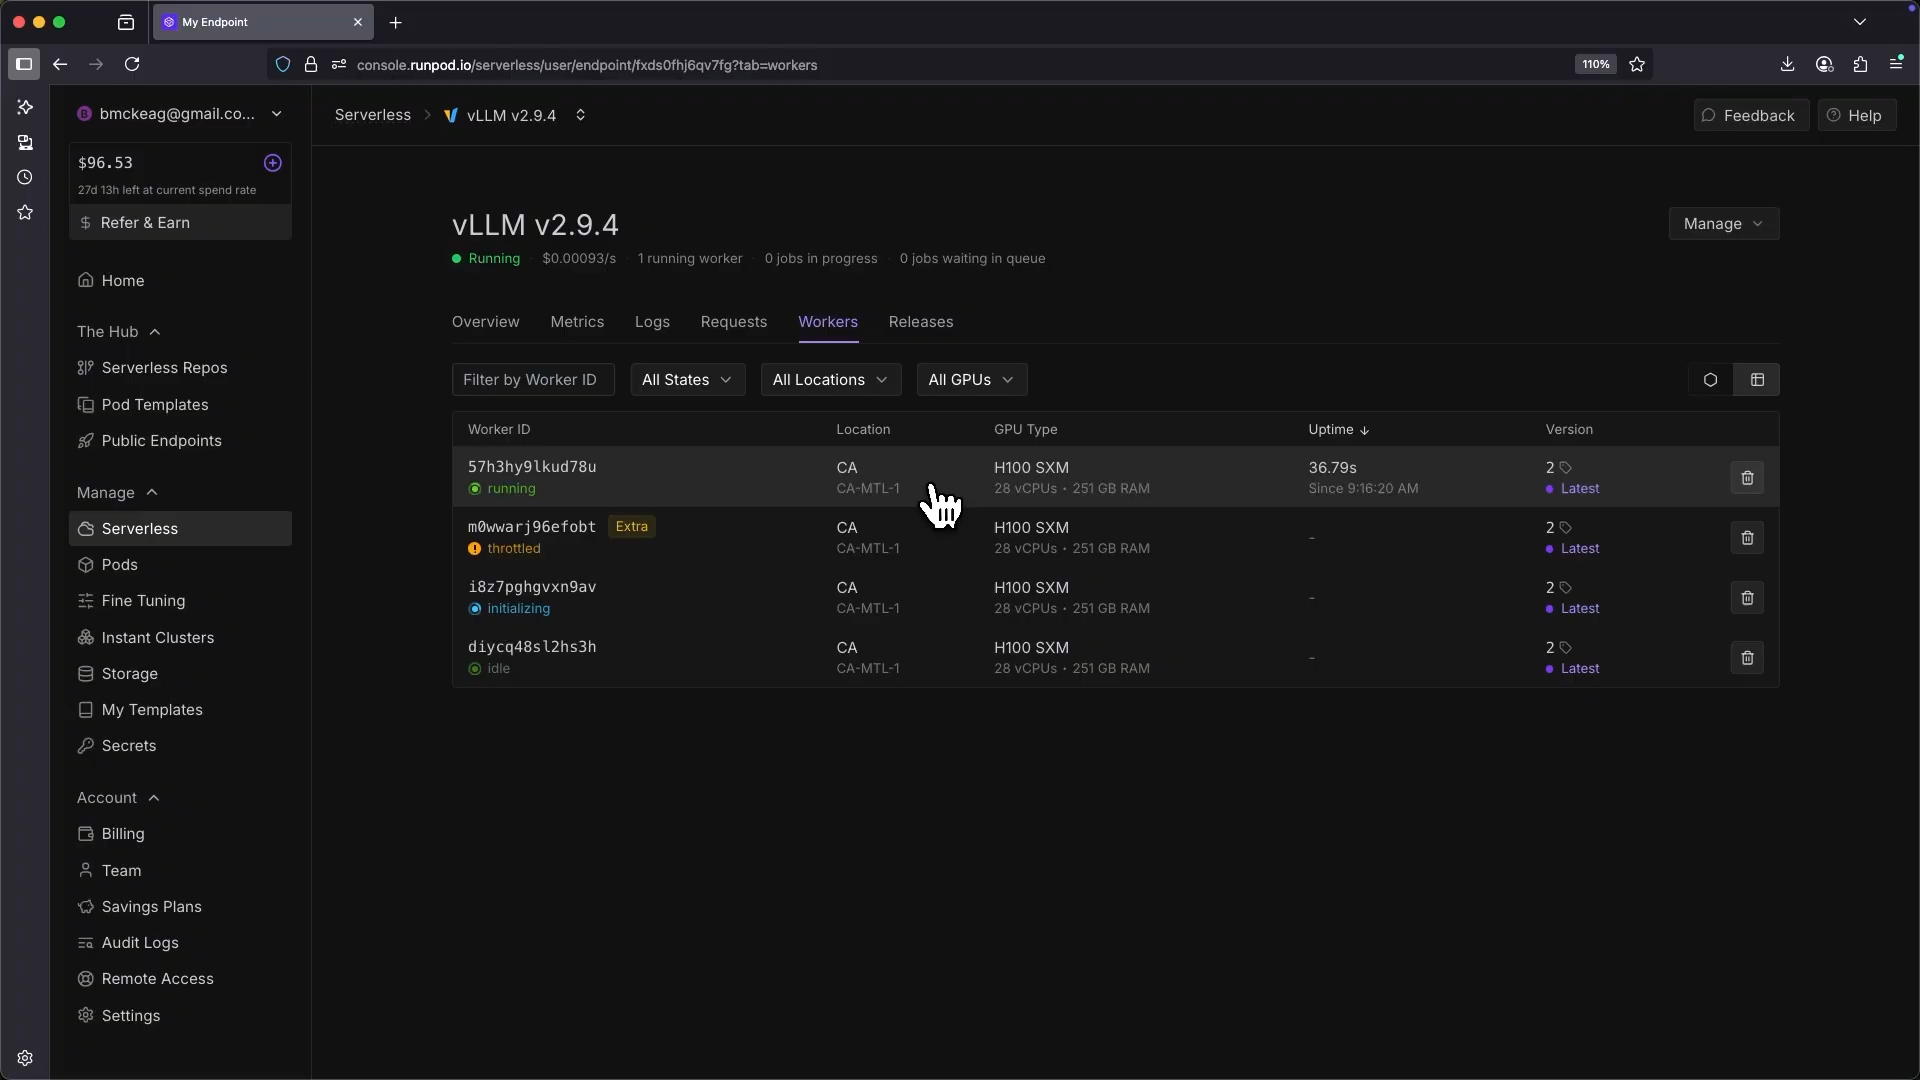 My Endpoint
console.runpod.io/serverless/user/endpoint/fxds0fhj6qv7fg?tab=workers
110%
B bmckeag@gmail.co...
$96.53
27d 13h left at current spend rate
Refer & Earn
Home
The Hub
Serverless Repos
Pod Templates
Public Endpoints
Manage
Serverless
Pods
Fine Tuning
Instant Clusters
Storage
My Templates
Secrets
Account
Billing
Team
Savings Plans
Audit Logs
Remote Access
Settings
Serverless > vLLM v2.9.4
Feedback
Help
vLLM v2.9.4
Manage
Running $0.00093/s 1 running worker 0 jobs in progress 0 jobs waiting in queue
Overview Metrics Logs Requests Workers Releases
Filter by Worker ID All States All Locations All GPUs
Worker ID Location GPU Type Uptime ↓ Version
57h3hy9lkud78u CA H100 SXM 36.79s 2
running CA-MTL-1 28 vCPUs • 251 GB RAM Since 9:16:20 AM Latest
m0wwarj96efobt Extra CA H100 SXM - 2
throttled CA-MTL-1 28 vCPUs • 251 GB RAM Latest
i8z7pghgvxn9av CA H100 SXM - 2
initializing CA-MTL-1 28 vCPUs • 251 GB RAM Latest
diycq48sl2hs3h CA H100 SXM - 2
idle CA-MTL-1 28 vCPUs • 251 GB RAM Latest